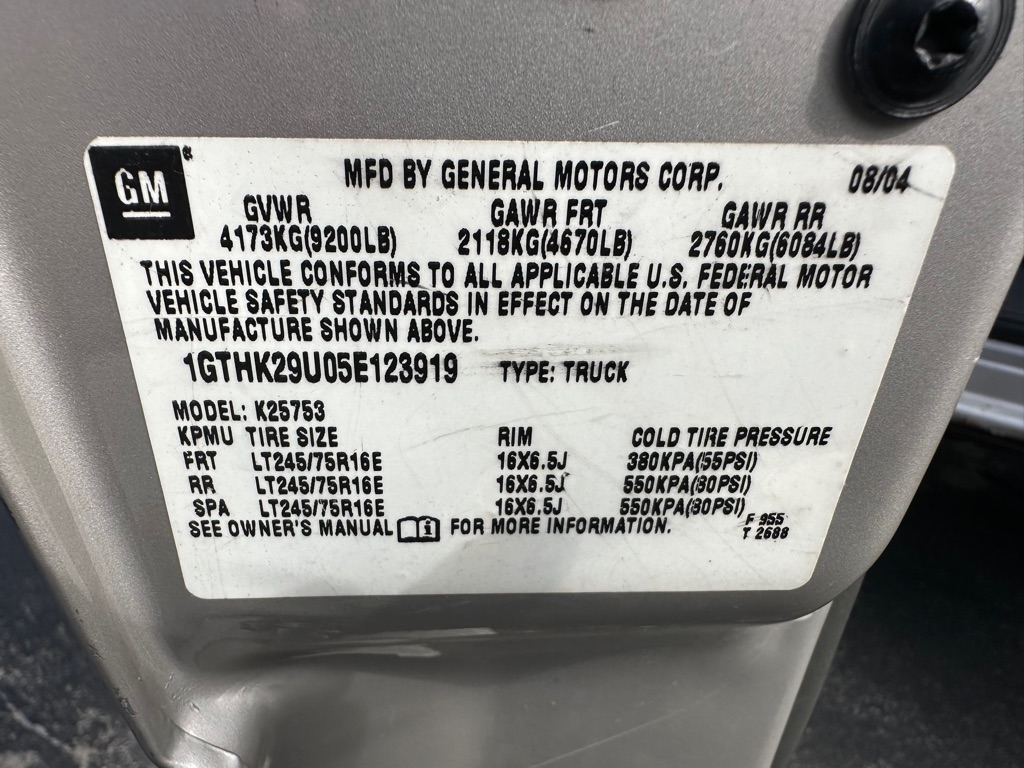 GM
MFD BY GENERAL MOTORS CORP. 08/04
GVWR GAWR FRT GAWR RR
4173KG(9200LB) 2118KG(4670LB) 2760KG(6084LB)
THIS VEHICLE CONFORMS TO ALL APPLICABLE U.S. FEDERAL MOTOR
VEHICLE SAFETY STANDARDS IN EFFECT ON THE DATE OF
MANUFACTURE SHOWN ABOVE.
1GTHK29U05E123919 TYPE: TRUCK
MODEL: K25753
KPMU TIRE SIZE RIM COLD TIRE PRESSURE
FRT LT245/75R16E 16X6.5J 380KPA(55PSI)
RR LT245/75R16E 16X6.5J 550KPA(80PSI)
SPA LT245/75R16E 16X6.5J 550KPA(80PSI)
SEE OWNER'S MANUAL FOR MORE INFORMATION.
F 955
T 2688